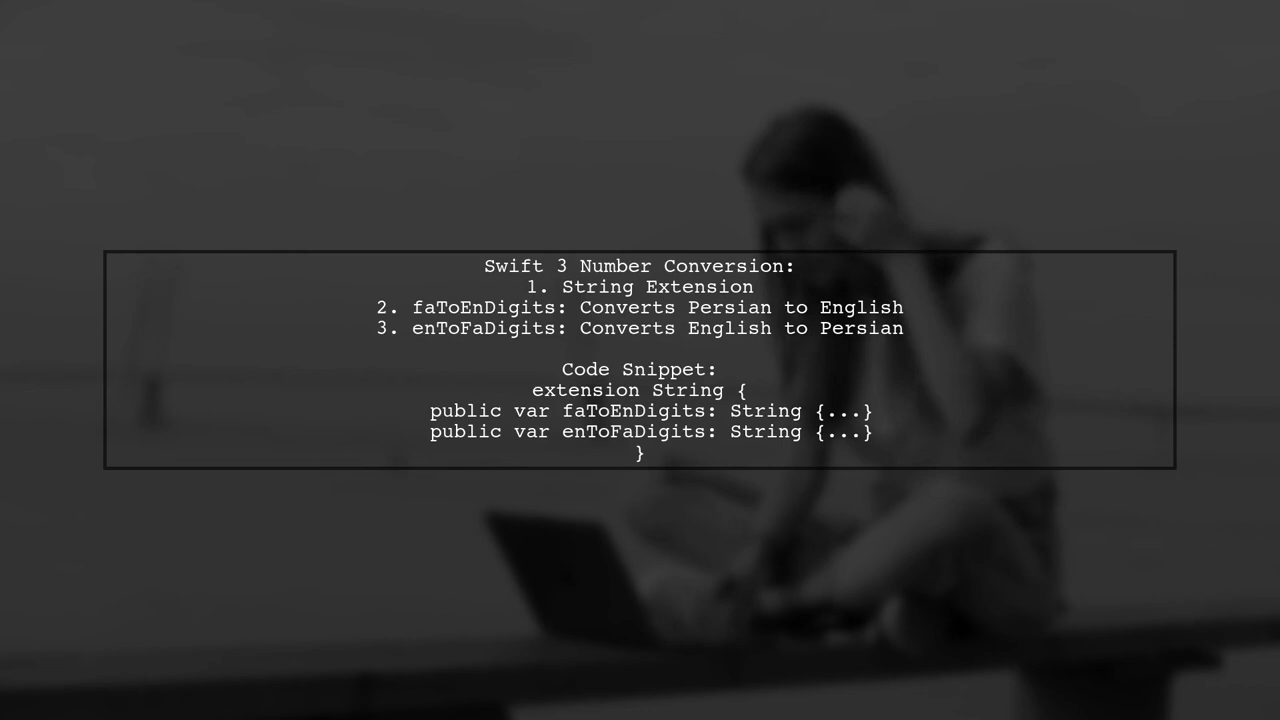 Swift 3 Number Conversion:
1. String Extension
2. faToEnDigits: Converts Persian to English
3. enToFaDigits: Converts English to Persian
Code Snippet:
extension String {
public var faToEnDigits: String {...}
public var enToFaDigits: String {...}
}